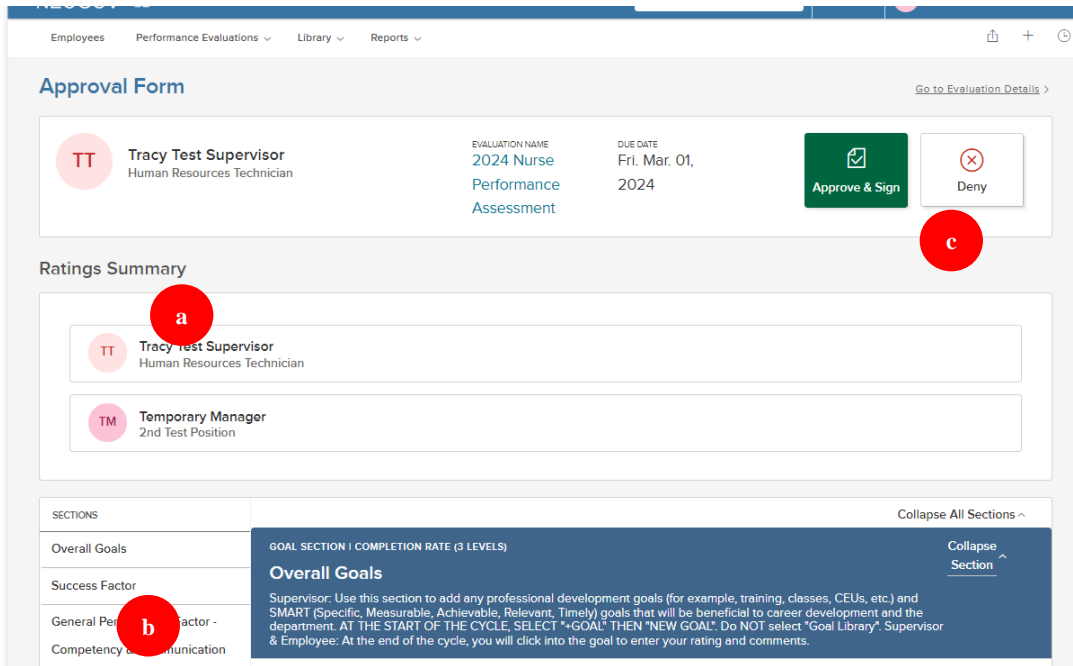 Employees Performance Evaluations Library Reports
Approval Form
Go to Evaluation Details
TT
Tracy Test Supervisor
Human Resources Technician
EVALUATION NAME
2024 Nurse
Performance
Assessment
DUE DATE
Fri. Mar. 01,
2024
Approve & Sign
Deny
c
Ratings Summary
a
TT
Tracy Test Supervisor
Human Resources Technician
TM
Temporary Manager
2nd Test Position
SECTIONS
Collapse All Sections
Overall Goals
Success Factor
General Per actor -
Competency unication
b
GOAL SECTION | COMPLETION RATE (3 LEVELS)
Collapse
Section
Overall Goals
Supervisor: Use this section to add any professional development goals (for example, training, classes, CEUs, etc.) and
SMART (Specific, Measurable, Achievable, Relevant, Timely) goals that will be beneficial to career development and the
department. AT THE START OF THE CYCLE, SELECT "+GOAL" THEN "NEW GOAL". Do NOT select "Goal Library". Supervisor
& Employee: At the end of the cycle, you will click into the goal to enter your rating and comments.